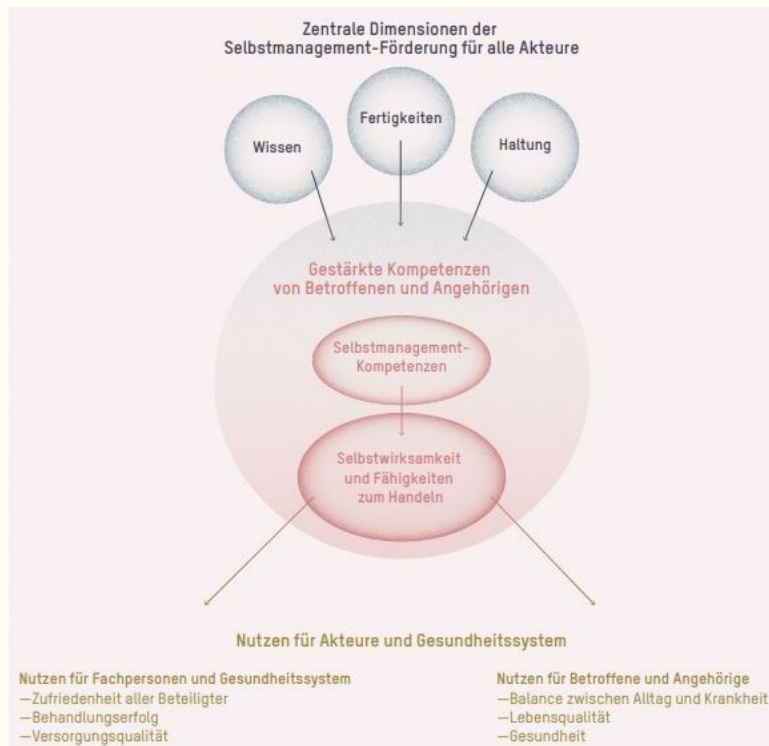 Zentrale Dimensionen der
Selbstmanagement-Förderung für alle Akteure
Wissen
Fertigkeiten
Haltung
Gestärkte Kompetenzen
von Betroffenen und Angehörigen
Selbstmanagement-
Kompetenzen
Selbstwirksamkeit
und Fähigkeiten
zum Handeln
Nutzen für Akteure und Gesundheitssystem
Nutzen für Fachpersonen und Gesundheitssystem
—Zufriedenheit aller Beteiligter
—Behandlungserfolg
—Versorgungsqualität
Nutzen für Betroffene und Angehörige
—Balance zwischen Alltag und Krankheit
—Lebensqualität
—Gesundheit